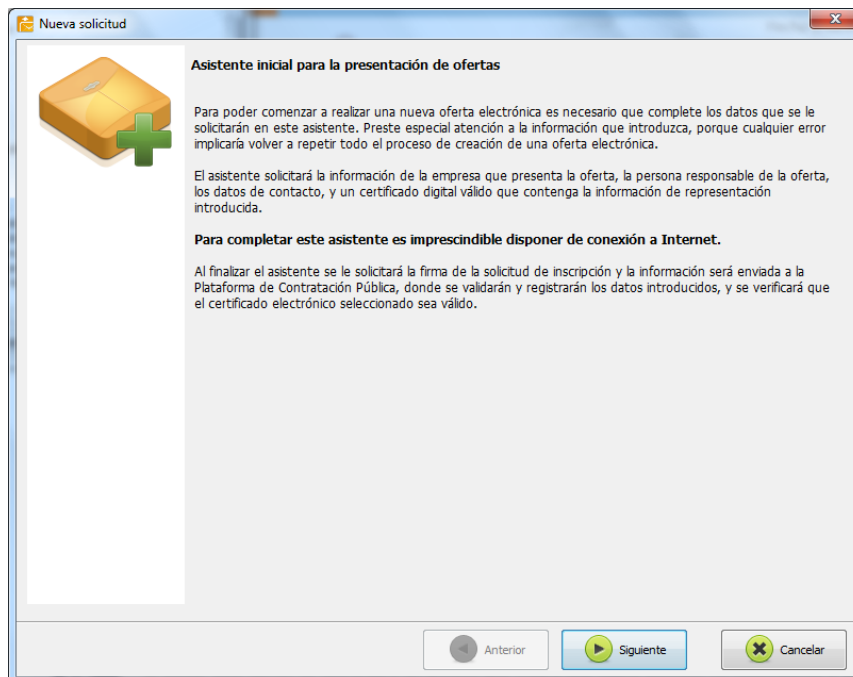 Nueva solicitud
Asistente inicial para la presentación de ofertas
Para poder comenzar a realizar una nueva oferta electrónica es necesario que complete los datos que se le
solicitarán en este asistente. Preste especial atención a la información que introduzca, porque cualquier error
implicaría volver a repetir todo el proceso de creación de una oferta electrónica.
El asistente solicitará la información de la empresa que presenta la oferta, la persona responsable de la oferta,
los datos de contacto, y un certificado digital válido que contenga la información de representación
introducida.
Para completar este asistente es imprescindible disponer de conexión a Internet.
Al finalizar el asistente se le solicitará la firma de la solicitud de inscripción y la información será enviada a la
Plataforma de Contratación Pública, donde se validarán y registrarán los datos introducidos, y se verificará que
el certificado electrónico seleccionado sea válido.
Anterior Siguiente Cancelar